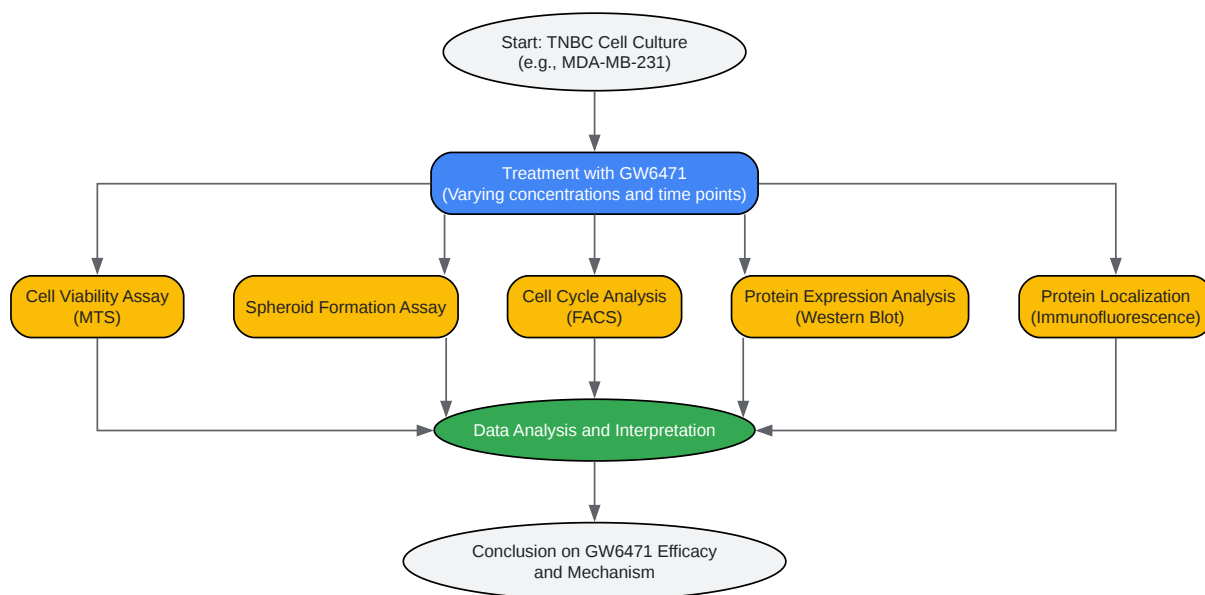 Start: TNBC Cell Culture
(e.g., MDA-MB-231)
Treatment with GW6471
(Varying concentrations and time points)
Cell Viability Assay
(MTS)
Spheroid Formation Assay
Cell Cycle Analysis
(FACS)
Protein Expression Analysis
(Western Blot)
Protein Localization
(Immunofluorescence)
Data Analysis and Interpretation
Conclusion on GW6471 Efficacy
and Mechanism